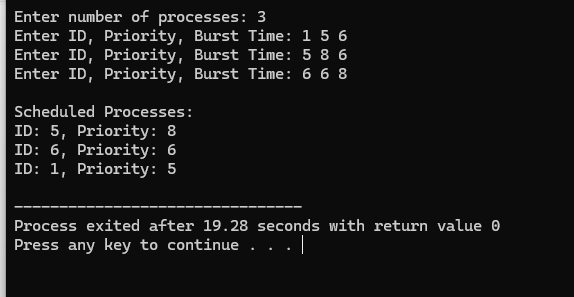 Enter number of processes: 3
Enter ID, Priority, Burst Time: 1 5 6
Enter ID, Priority, Burst Time: 5 8 6
Enter ID, Priority, Burst Time: 6 6 8
Scheduled Processes:
ID: 5, Priority: 8
ID: 6, Priority: 6
ID: 1, Priority: 5
--------------------------------
Process exited after 19.28 seconds with return value 0
Press any key to continue . . .